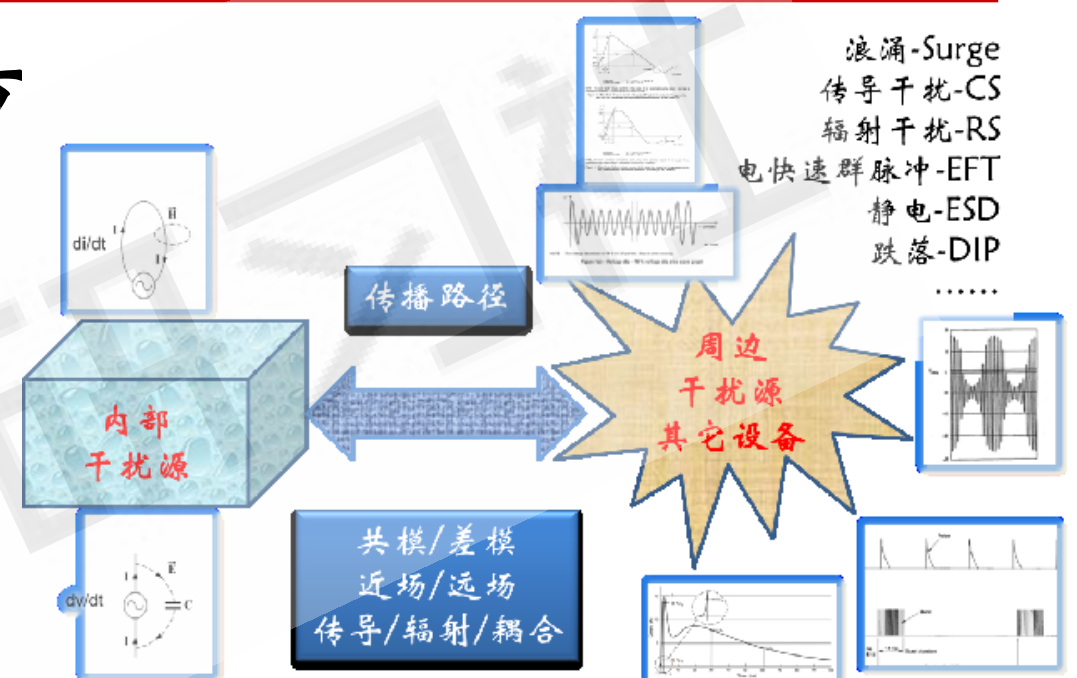 浪涌-Surge
传导干扰-CS
辐射干扰-RS
电快速群脉冲-EFT
静电-ESD
跌落-DIP
……
di/dt
H
I
I
传播路径
内部
干扰源
周边
干扰源
其它设备
dv/dt
E
I
C
I
共模/差模
近场/远场
传导/辐射/耦合